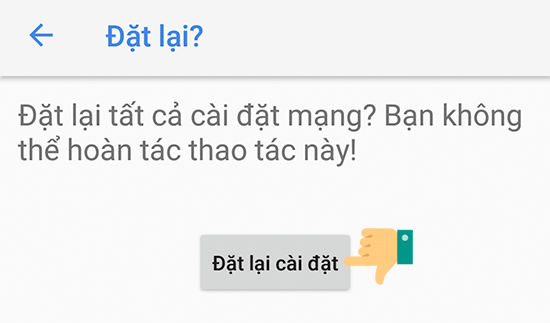 Đặt lại?
Đặt lại tất cả cài đặt mạng? Bạn không
thể hoàn tác thao tác này!
Đặt lại cài đặt